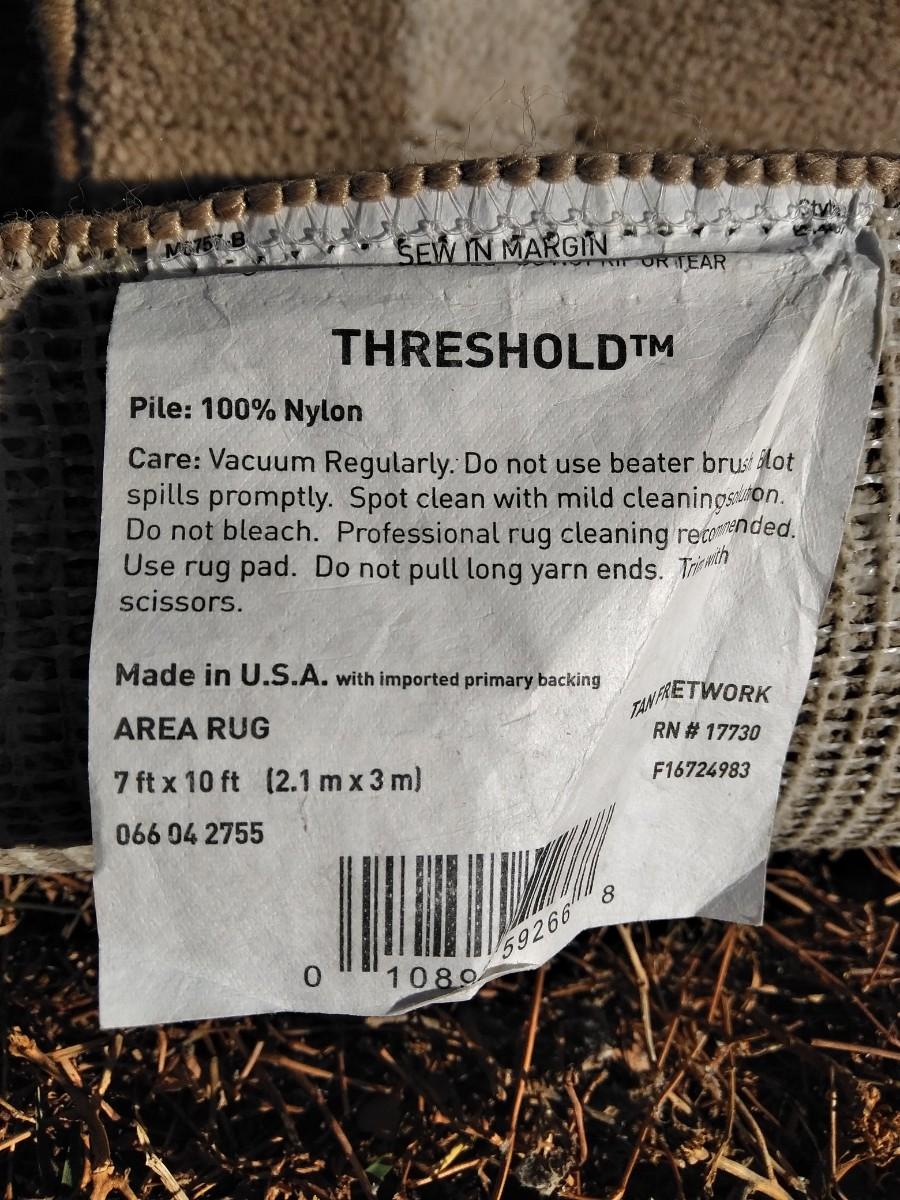 SEW IN MARGIN
OR TEAR
THRESHOLD™
Pile: 100% Nylon
Care: Vacuum Regularly. Do not use beater brush Blot
spills promptly. Spot clean with mild cleaning solution.
Do not bleach. Professional rug cleaning recommended.
Use rug pad. Do not pull long yarn ends. Trim with
scissors.
Made in U.S.A. with imported primary backing
AREA RUG
7 ft x 10 ft (2.1 m x 3 m)
066 04 2755
TAN FRETWORK
RN # 17730
F16724983
0 1089 59266 8